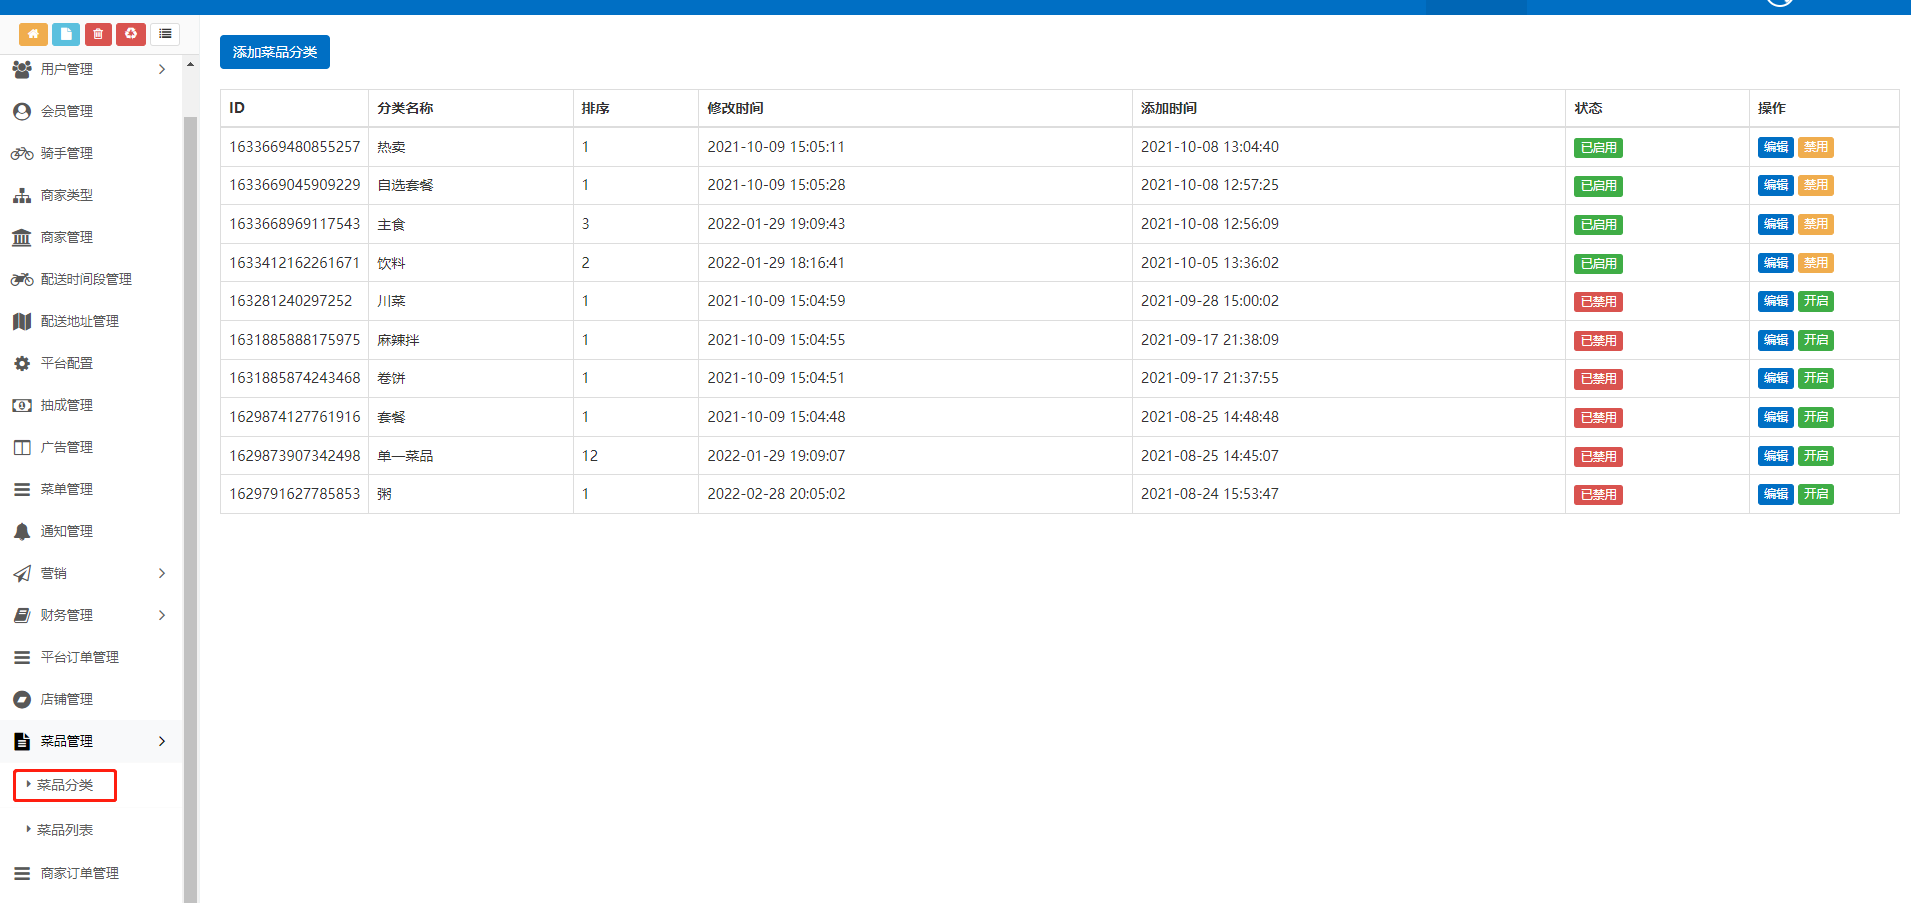 用户管理
会员管理
骑手管理
商家类型
商家管理
配送时间段管理
配送地址管理
平台配置
抽成管理
广告管理
菜单管理
通知管理
营销
财务管理
平台订单管理
店铺管理
菜品管理
菜品分类
菜品列表
商家订单管理
添加菜品分类
ID 分类名称 排序 修改时间 添加时间 状态 操作
1633669480855257 热卖 1 2021-10-09 15:05:11 2021-10-08 13:04:40 已启用 编辑 禁用
1633669045909229 自选套餐 1 2021-10-09 15:05:28 2021-10-08 12:57:25 已启用 编辑 禁用
1633668969117543 主食 3 2022-01-29 19:09:43 2021-10-08 12:56:09 已启用 编辑 禁用
1633412162261671 饮料 2 2022-01-29 18:16:41 2021-10-05 13:36:02 已启用 编辑 禁用
163281240297252 川菜 1 2021-10-09 15:04:59 2021-09-28 15:00:02 已禁用 编辑 开启
1631885888175975 麻辣拌 1 2021-10-09 15:04:55 2021-09-17 21:38:09 已禁用 编辑 开启
1631885874243468 卷饼 1 2021-10-09 15:04:51 2021-09-17 21:37:55 已禁用 编辑 开启
1629874127761916 套餐 1 2021-10-09 15:04:48 2021-08-25 14:48:48 已禁用 编辑 开启
1629873907342498 单一菜品 12 2022-01-29 19:09:07 2021-08-25 14:45:07 已禁用 编辑 开启
1629791627785853 粥 1 2022-02-28 20:05:02 2021-08-24 15:53:47 已禁用 编辑 开启